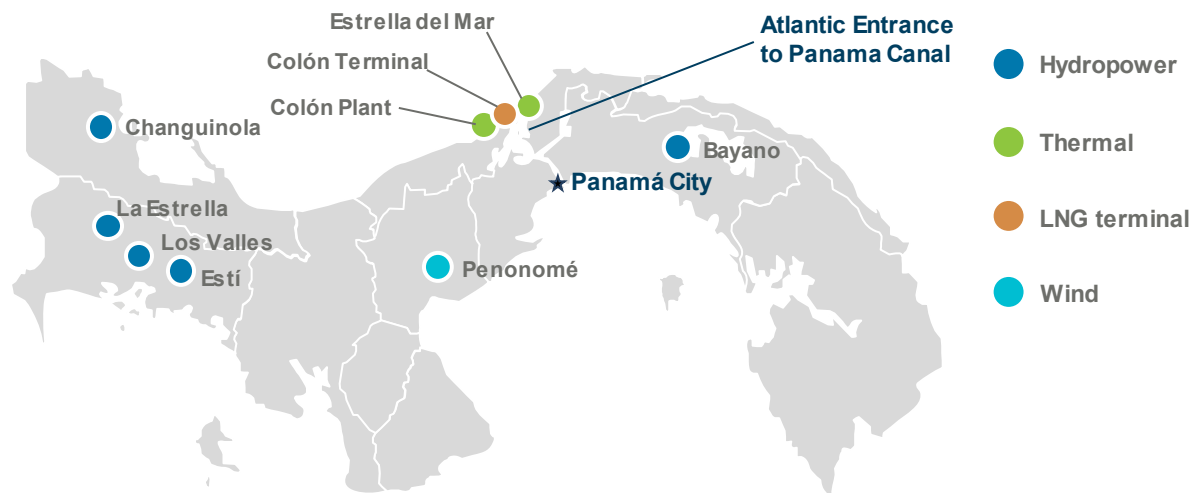 Estrella del Mar
Atlantic Entrance
to Panama Canal
Colón Terminal
Hydropower
Colón Plant
Changuinola
Thermal
Bayano
Panamá City
La Estrella
LNG terminal
Los Valles
Penonomé
Estí
Wind